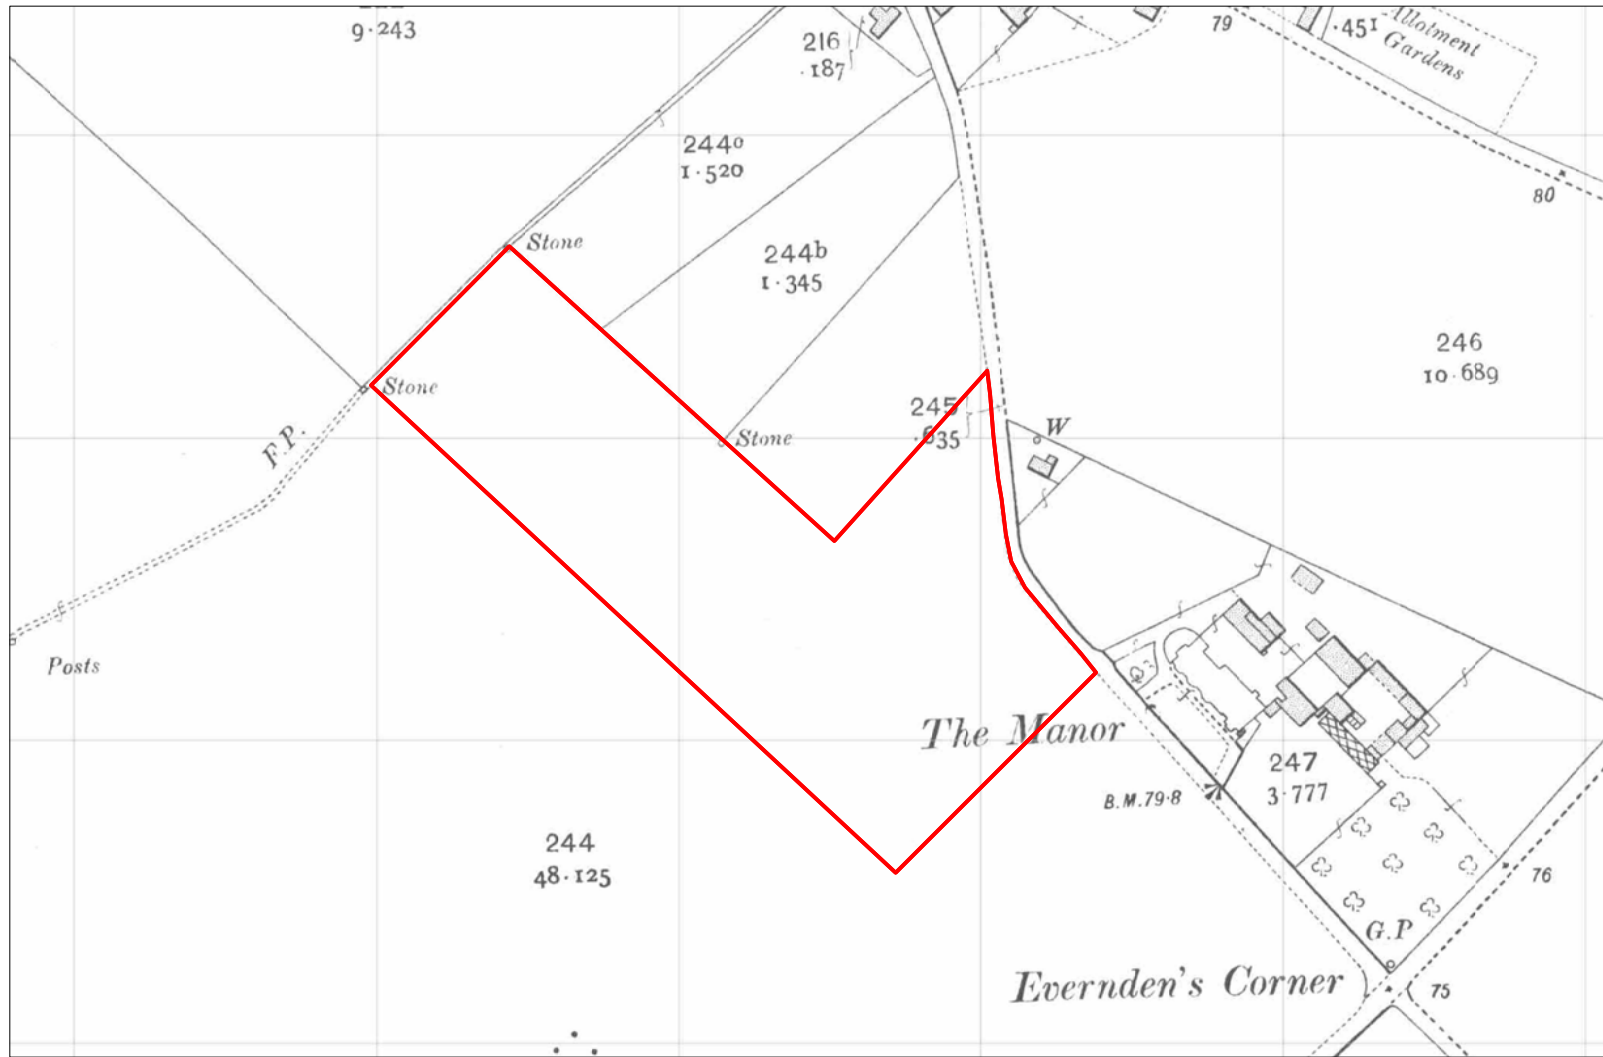 9·243
216
·187
79
·451
Allotment
Gardens
244a
1·520
80
Stone
244b
1·345
246
10·689
Stone
245
·635
W
F.P.
Stone
Posts
The Manor
247
3·777
B.M.79·8
244
48·125
76
G.P
Evernden's Corner
75